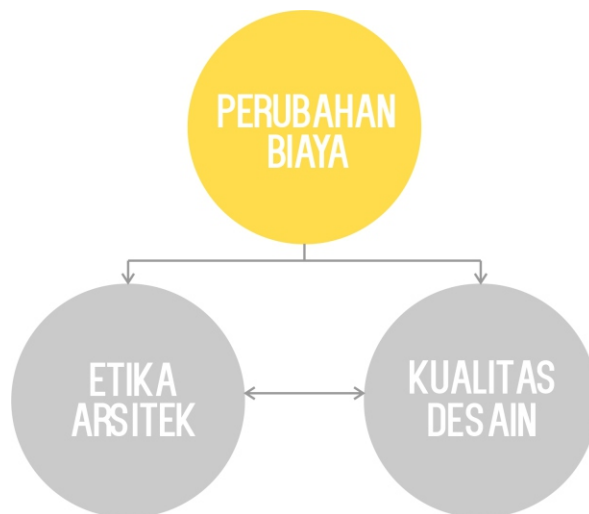 PERUBAHAN
BIAYA
ETIKA
ARSITEK
KUALITAS
DESAIN